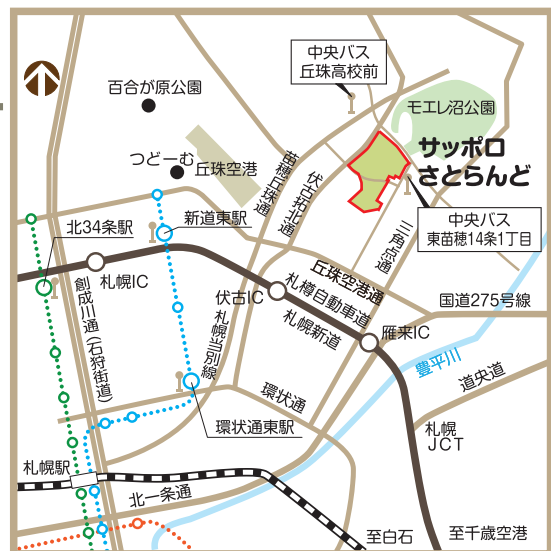 中央バス
丘珠高校前
百合が原公園
モエレ沼公園
サッポロ
さとらんど
つどーむ
丘珠空港
苗穂丘珠通
伏古拓北通
中央バス
東苗穂14条1丁目
三角点通
新道東駅
北34条駅
丘珠空港通
札幌IC
伏古IC
札樽自動車道
札幌新道
国道275号線
創成川通(石狩街道)
札幌当別線
雁来IC
豊平川
道央道
環状通
環状通東駅
札幌
JCT
札幌駅
北一条通
至白石
至千歳空港